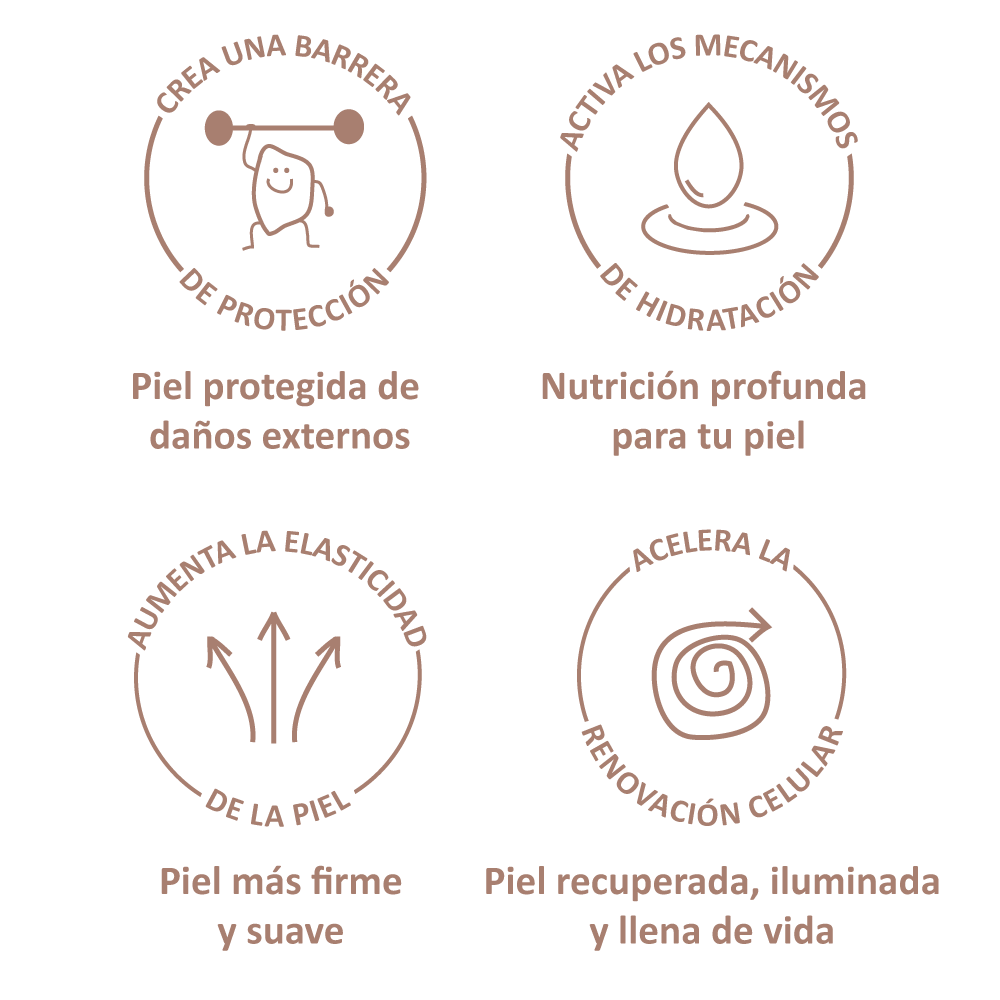 CREA UNA BARRERA
DE PROTECCIÓN
Piel protegida de
daños externos
ACTIVA LOS MECANISMOS
DE HIDRATACIÓN
Nutrición profunda
para tu piel
AUMENTA LA ELASTICIDAD
DE LA PIEL
Piel más firme
y suave
ACELERA LA
RENOVACIÓN CELULAR
Piel recuperada, iluminada
y llena de vida